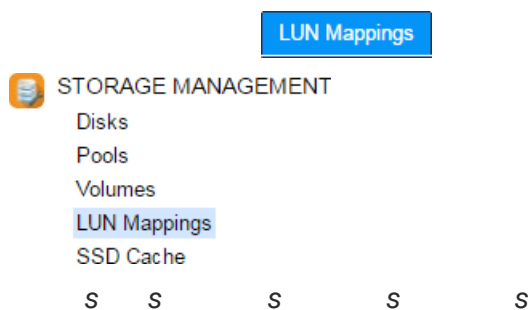 LUN Mappings
STORAGE MANAGEMENT
Disks
Pools
Volumes
LUN Mappings
SSD Cache
s s s s s